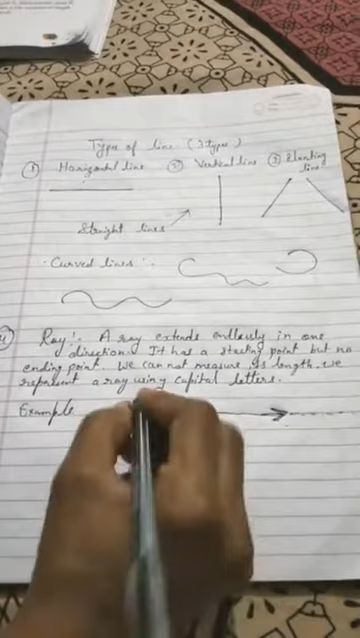 Type of line (3 types)
① Horizontal line ② Vertical line ③ Slanting line
Straight lines
Curved lines :-
Ray :- A ray extends endlessly in one
direction. It has a starting point but no
ending point. We can not measure its length. We
represent a ray using capital letters.
Example